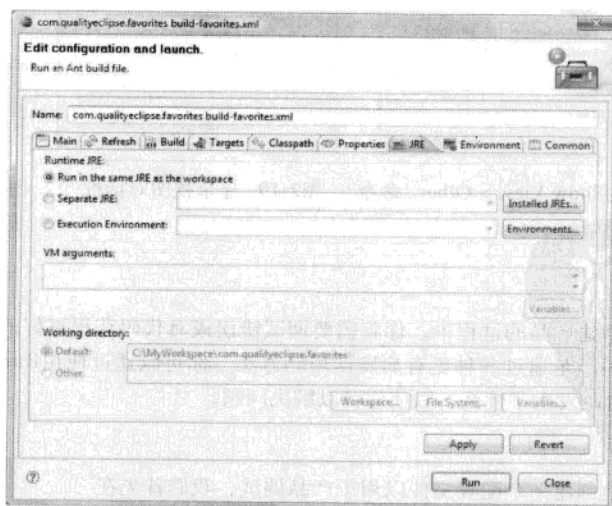 com.qualityeclipse.favorites build-favorites.xml
Edit configuration and launch.
Run an Ant build file.
Name: com.qualityeclipse.favorites build-favorites.xml
Main Refresh Build Targets Classpath Properties JRE Environment Common
Runtime JRE:
Run in the same JRE as the workspace
Separate JRE: Installed JREs...
Execution Environment: Environments...
VM arguments:
Variables...
Working directory:
Default: C:\MyWorkspace\com.qualityeclipse.favorites
Other:
Workspace... File System... Variables...
Apply Revert
Run Close